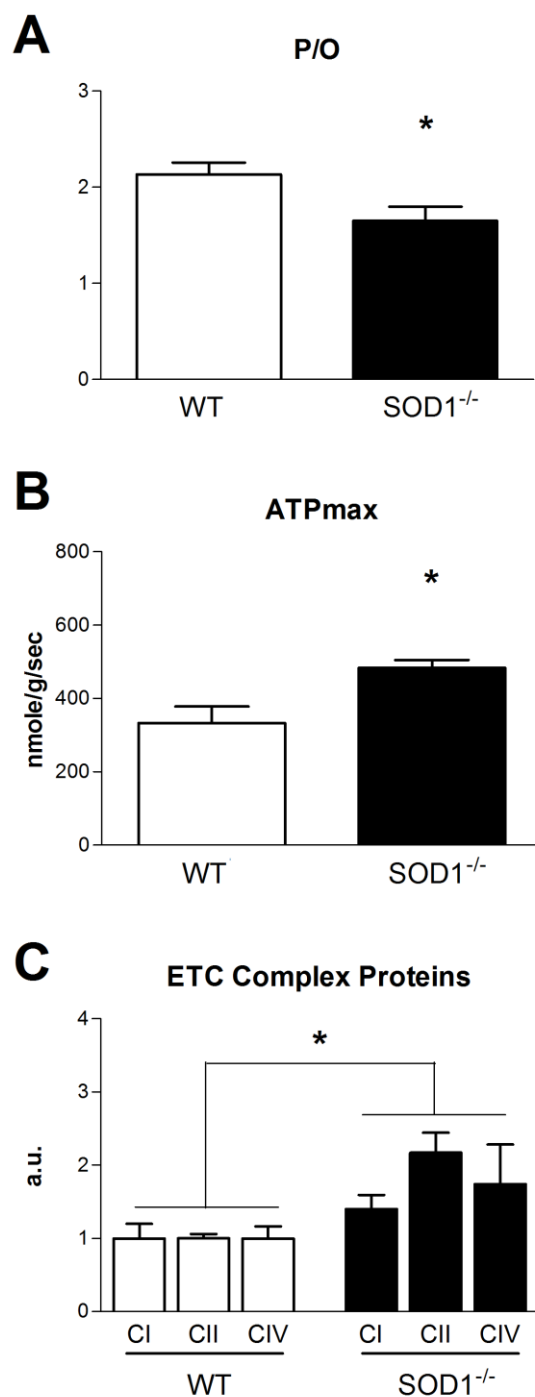 A
P/O
3
*
2
1
0
WT
SOD1-/-
B
ATPmax
800
*
600
nmole/g/sec
400
200
0
WT
SOD1-/-
C
ETC Complex Proteins
4
*
3
a.u.
2
1
0
CI CII CIV CI CII CIV
WT SOD1-/-